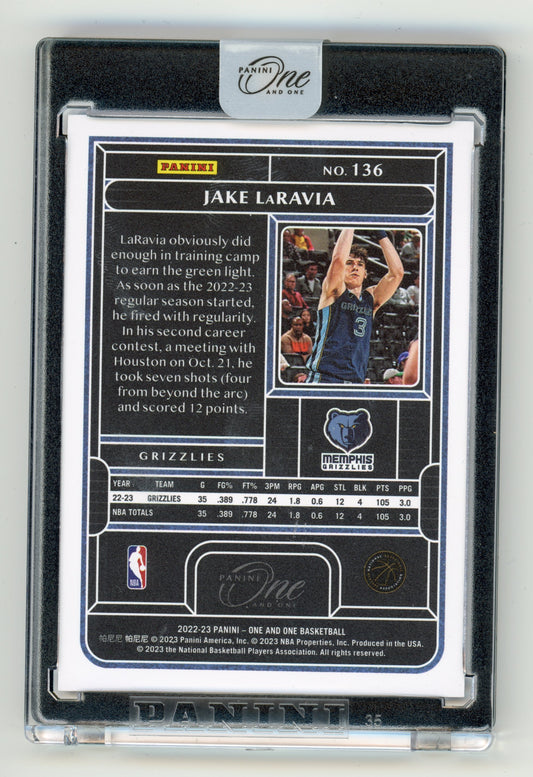 PANINI One
AND ONE
PANINI
NO. 136
JAKE LaRAVIA
LaRavia obviously did
enough in training camp
to earn the green light.
As soon as the 2022-23
regular season started,
he fired with regularity.
In his second career
contest, a meeting with
Houston on Oct. 21, he
took seven shots (four
from beyond the arc)
and scored 12 points.
GRIZZLIES
3
MEMPHIS
GRIZZLIES
GRIZZLIES
YEAR TEAM G FG% FT% 3PM RPG APG STL BLK PTS PPG
22-23 GRIZZLIES 35 .389 .778 24 1.8 0.6 12 4 105 3.0
NBA TOTALS 35 .389 .778 24 1.8 0.6 12 4 105 3.0
NBA
PANINI One
AND ONE
2022-23 PANINI – ONE AND ONE BASKETBALL
帕尼尼 帕尼尼 © 2023 Panini America, Inc. © 2023 NBA Properties, Inc. Produced in the USA.
© 2023 the National Basketball Players Association. All rights reserved.
PANINI 35